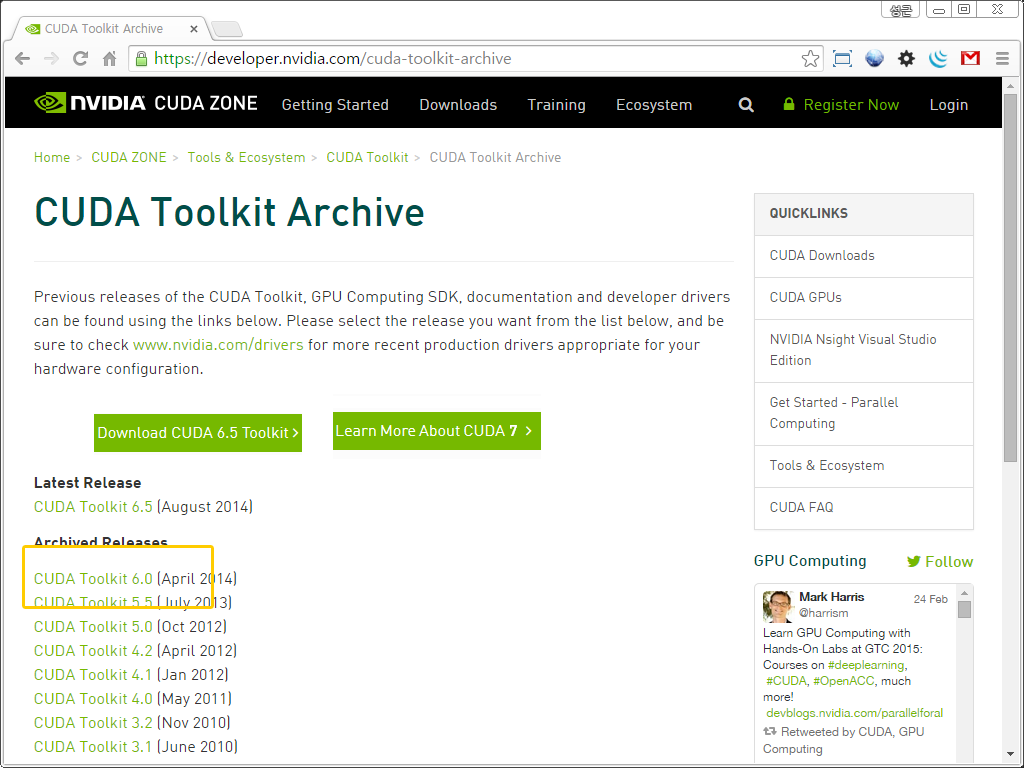 성근
CUDA Toolkit Archive
https://developer.nvidia.com/cuda-toolkit-archive
NVIDIA CUDA ZONE Getting Started Downloads Training Ecosystem Register Now Login
Home > CUDA ZONE > Tools & Ecosystem > CUDA Toolkit > CUDA Toolkit Archive
CUDA Toolkit Archive
Previous releases of the CUDA Toolkit, GPU Computing SDK, documentation and developer drivers
can be found using the links below. Please select the release you want from the list below, and be
sure to check www.nvidia.com/drivers for more recent production drivers appropriate for your
hardware configuration.
Download CUDA 6.5 Toolkit >
Learn More About CUDA 7 >
Latest Release
CUDA Toolkit 6.5 (August 2014)
Archived Releases
CUDA Toolkit 6.0 (April 2014)
CUDA Toolkit 5.5 (July 2013)
CUDA Toolkit 5.0 (Oct 2012)
CUDA Toolkit 4.2 (April 2012)
CUDA Toolkit 4.1 (Jan 2012)
CUDA Toolkit 4.0 (May 2011)
CUDA Toolkit 3.2 (Nov 2010)
CUDA Toolkit 3.1 (June 2010)
QUICKLINKS
CUDA Downloads
CUDA GPUs
NVIDIA Nsight Visual Studio
Edition
Get Started - Parallel
Computing
Tools & Ecosystem
CUDA FAQ
GPU Computing Follow
Mark Harris 24 Feb
@harrism
Learn GPU Computing with
Hands-On Labs at GTC 2015:
Courses on #deeplearning,
#CUDA, #OpenACC, much
more!
devblogs.nvidia.com/parallelforal
Retweeted by CUDA, GPU
Computing